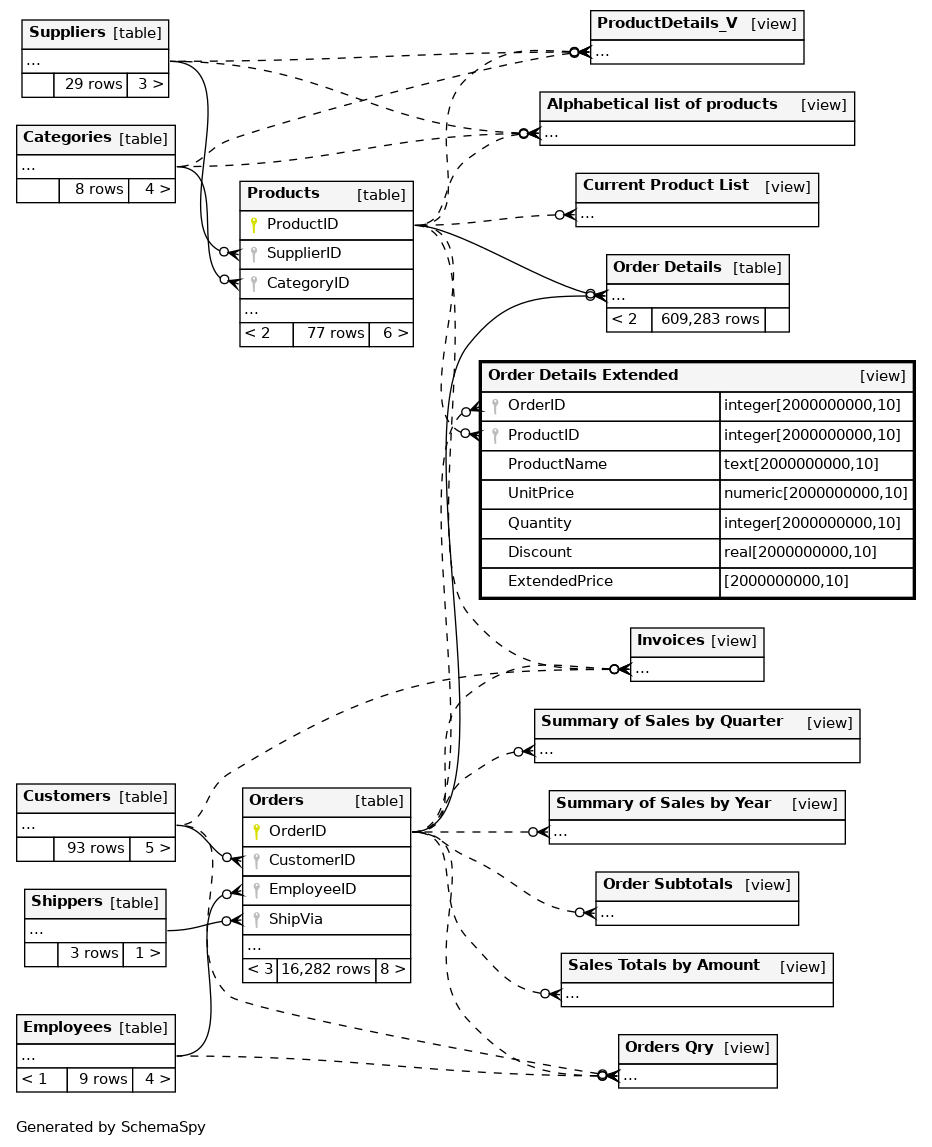 Suppliers [table]
...
29 rows 3 >
Categories [table]
...
8 rows 4 >
Products [table]
ProductID
SupplierID
CategoryID
...
< 2 77 rows 6 >
ProductDetails_V [view]
...
Alphabetical list of products [view]
...
Current Product List [view]
...
Order Details [table]
...
< 2 609,283 rows
Order Details Extended [view]
OrderID integer[2000000000,10]
ProductID integer[2000000000,10]
ProductName text[2000000000,10]
UnitPrice numeric[2000000000,10]
Quantity integer[2000000000,10]
Discount real[2000000000,10]
ExtendedPrice [2000000000,10]
Invoices [view]
...
Summary of Sales by Quarter [view]
...
Summary of Sales by Year [view]
...
Order Subtotals [view]
...
Sales Totals by Amount [view]
...
Orders Qry [view]
...
Customers [table]
...
93 rows 5 >
Shippers [table]
...
3 rows 1 >
Employees [table]
...
< 1 9 rows 4 >
Orders [table]
OrderID
CustomerID
EmployeeID
ShipVia
...
< 3 16,282 rows 8 >
Generated by SchemaSpy